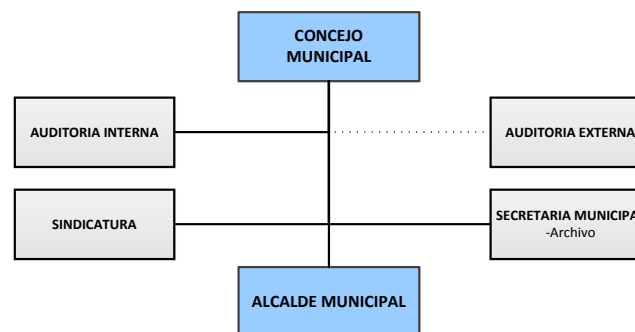 CONCEJO
MUNICIPAL
AUDITORIA INTERNA
AUDITORIA EXTERNA
SINDICATURA
SECRETARIA MUNICIPA
-Archivo
ALCALDE MUNICIPAL